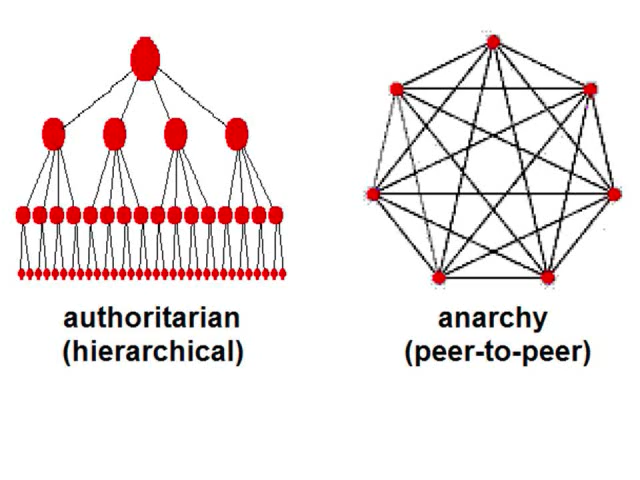 authoritarian
(hierarchical)
anarchy
(peer-to-peer)